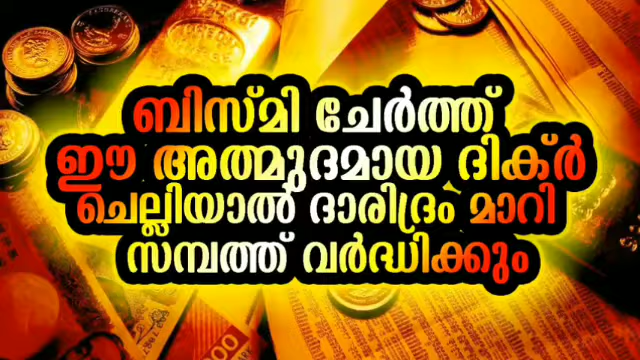 ബിസ്മി ചേർത്ത്
ഈ അത്മുദമായ ദിക്ർ
ചെല്ലിയാൽ ദാരിദ്രം മാറി
സമ്പത്ത് വർദ്ധിക്കും